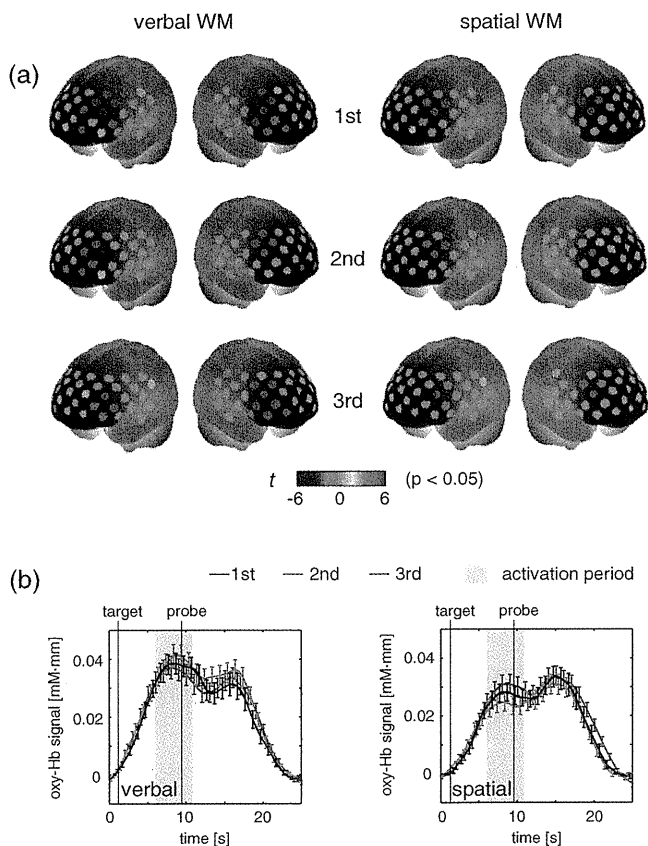 verbal WM
spatial WM
(a)
1st
2nd
3rd
t
-6 0 6
(p < 0.05)
(b)
1st 2nd 3rd activation period
target probe
0.04
0.02
0
oxy-Hb signal [mM·mm]
verbal
0 10 20
time [s]
target probe
0.04
0.02
0
oxy-Hb signal [mM·mm]
spatial
0 10 20
time [s]